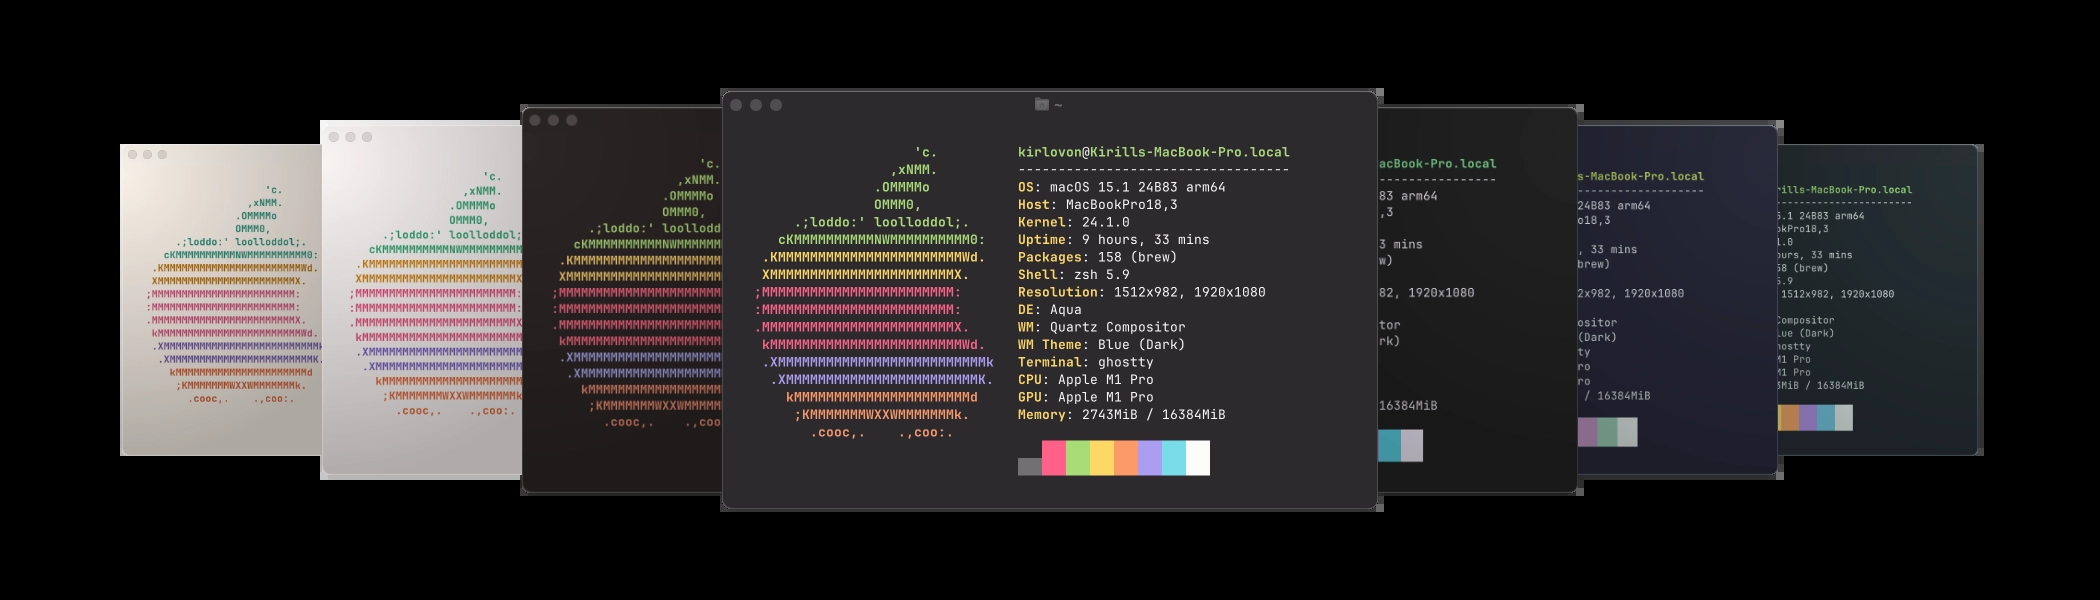 ~
'c.
,xNMM.
.OMMMMo
OMMM0,
.;loddo:' loolloddol;.
cKMMMMMMMMMMNWMMMMMMMMMM0:
.KMMMMMMMMMMMMMMMMMMMMMMMWd.
XMMMMMMMMMMMMMMMMMMMMMMMX.
;MMMMMMMMMMMMMMMMMMMMMMMM:
:MMMMMMMMMMMMMMMMMMMMMMMM:
.MMMMMMMMMMMMMMMMMMMMMMMMX.
kMMMMMMMMMMMMMMMMMMMMMMMMWd.
.XMMMMMMMMMMMMMMMMMMMMMMMMMMk
.XMMMMMMMMMMMMMMMMMMMMMMMMK.
kMMMMMMMMMMMMMMMMMMMMMMd
;KMMMMMMMWXXWMMMMMMMk.
.cooc,.    .,coo:.
kirlovon@Kirills-MacBook-Pro.local
----------------------------------
OS: macOS 15.1 24B83 arm64
Host: MacBookPro18,3
Kernel: 24.1.0
Uptime: 9 hours, 33 mins
Packages: 158 (brew)
Shell: zsh 5.9
Resolution: 1512x982, 1920x1080
DE: Aqua
WM: Quartz Compositor
WM Theme: Blue (Dark)
Terminal: ghostty
CPU: Apple M1 Pro
GPU: Apple M1 Pro
Memory: 2743MiB / 16384MiB